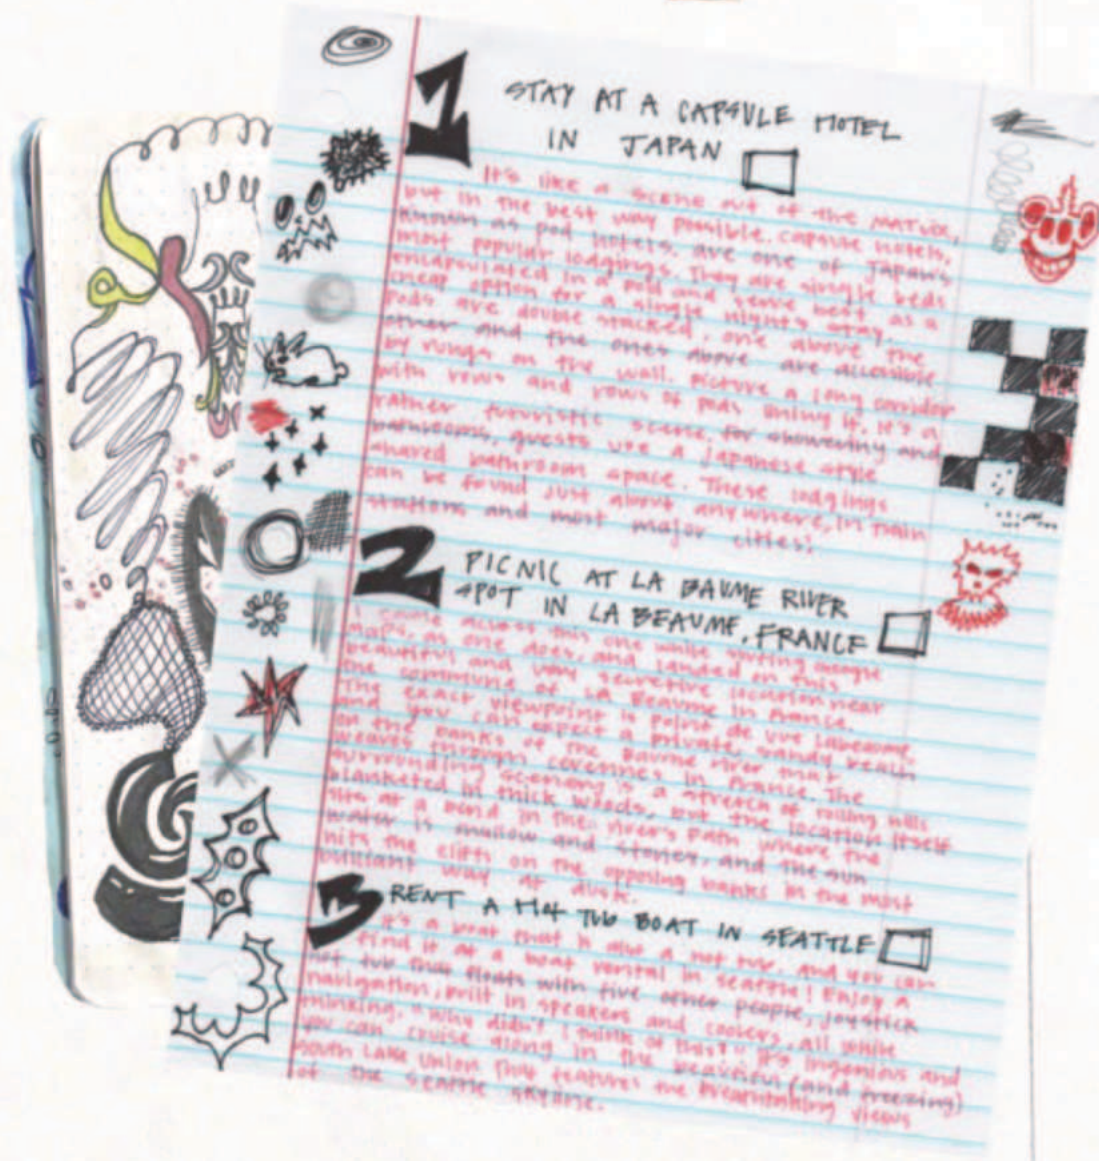 1 STAY AT A CAPSULE HOTEL
IN JAPAN
It's like a scene out of the Matrix,
but in the best way possible. Capsule hotels,
known as pod hotels, are one of Japan's
most popular lodgings. They are single beds
encapsulated in a pod and serve best as a
cheap option for a single night's stay.
Pods are double stacked, one above the
other and the ones above are accessible
by rungs on the wall. Picture a long corridor
with rows and rows of pods lining it. It's a
rather futuristic scene. For showering and
bathrooms, guests use a Japanese style
shared bathroom space. These lodgings
can be found just about anywhere, in train
stations and most major cities!
2 PICNIC AT LA BAUME RIVER
SPOT IN LA BEAUME, FRANCE
I came across this one while surfing google
maps, as one does, and landed on this
beautiful and very secretive location near
the commune of La Beaume in France.
The exact viewpoint is point de vue labeaume,
and you can expect a private, sandy beach
on the banks of the Baume river that
weaves through Cevennes in France. The
surrounding scenery is a stretch of rolling hills
blanketed in thick woods, but the location itself
sits at a bend in the river's path where the
water is shallow and stoney, and the sun
hits the cliffs on the opposing banks in the most
brilliant way at dusk.
3 RENT A HOT TUB BOAT IN SEATTLE
It's a boat that is also a hot tub, and you can
find it at a boat rental in Seattle! Enjoy a
hot tub that floats with five other people, joystick
navigation, built in speakers and coolers, all while
thinking, "why didn't I think of this?" It's ingenious and
you can cruise along in the beautiful (and freezing)
South Lake Union that features the breathtaking views
of the Seattle skyline.